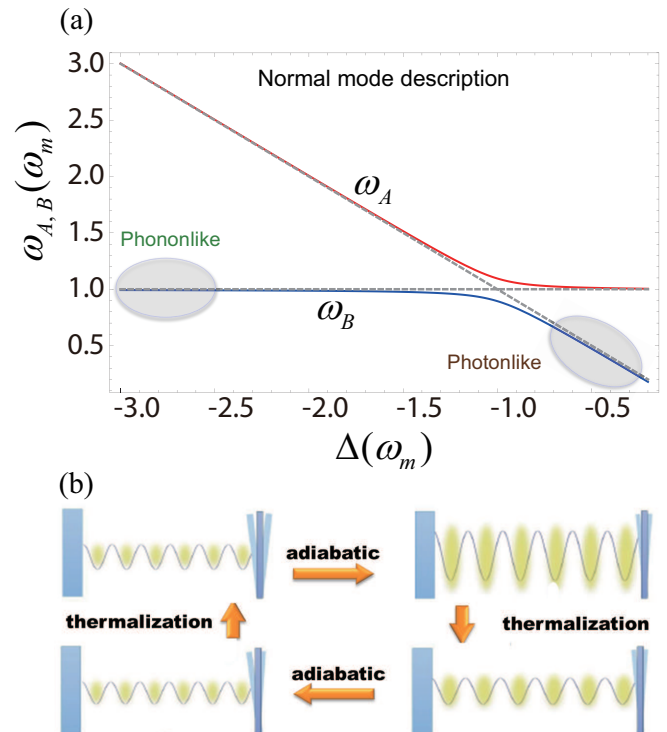 (a)
Normal mode description
ω_{A,B}(ω_m)
3.0
2.5
2.0
1.5
1.0
0.5
ω_A
Phononlike
ω_B
Photonlike
-3.0 -2.5 -2.0 -1.5 -1.0 -0.5
Δ(ω_m)
(b)
adiabatic
thermalization
thermalization
adiabatic